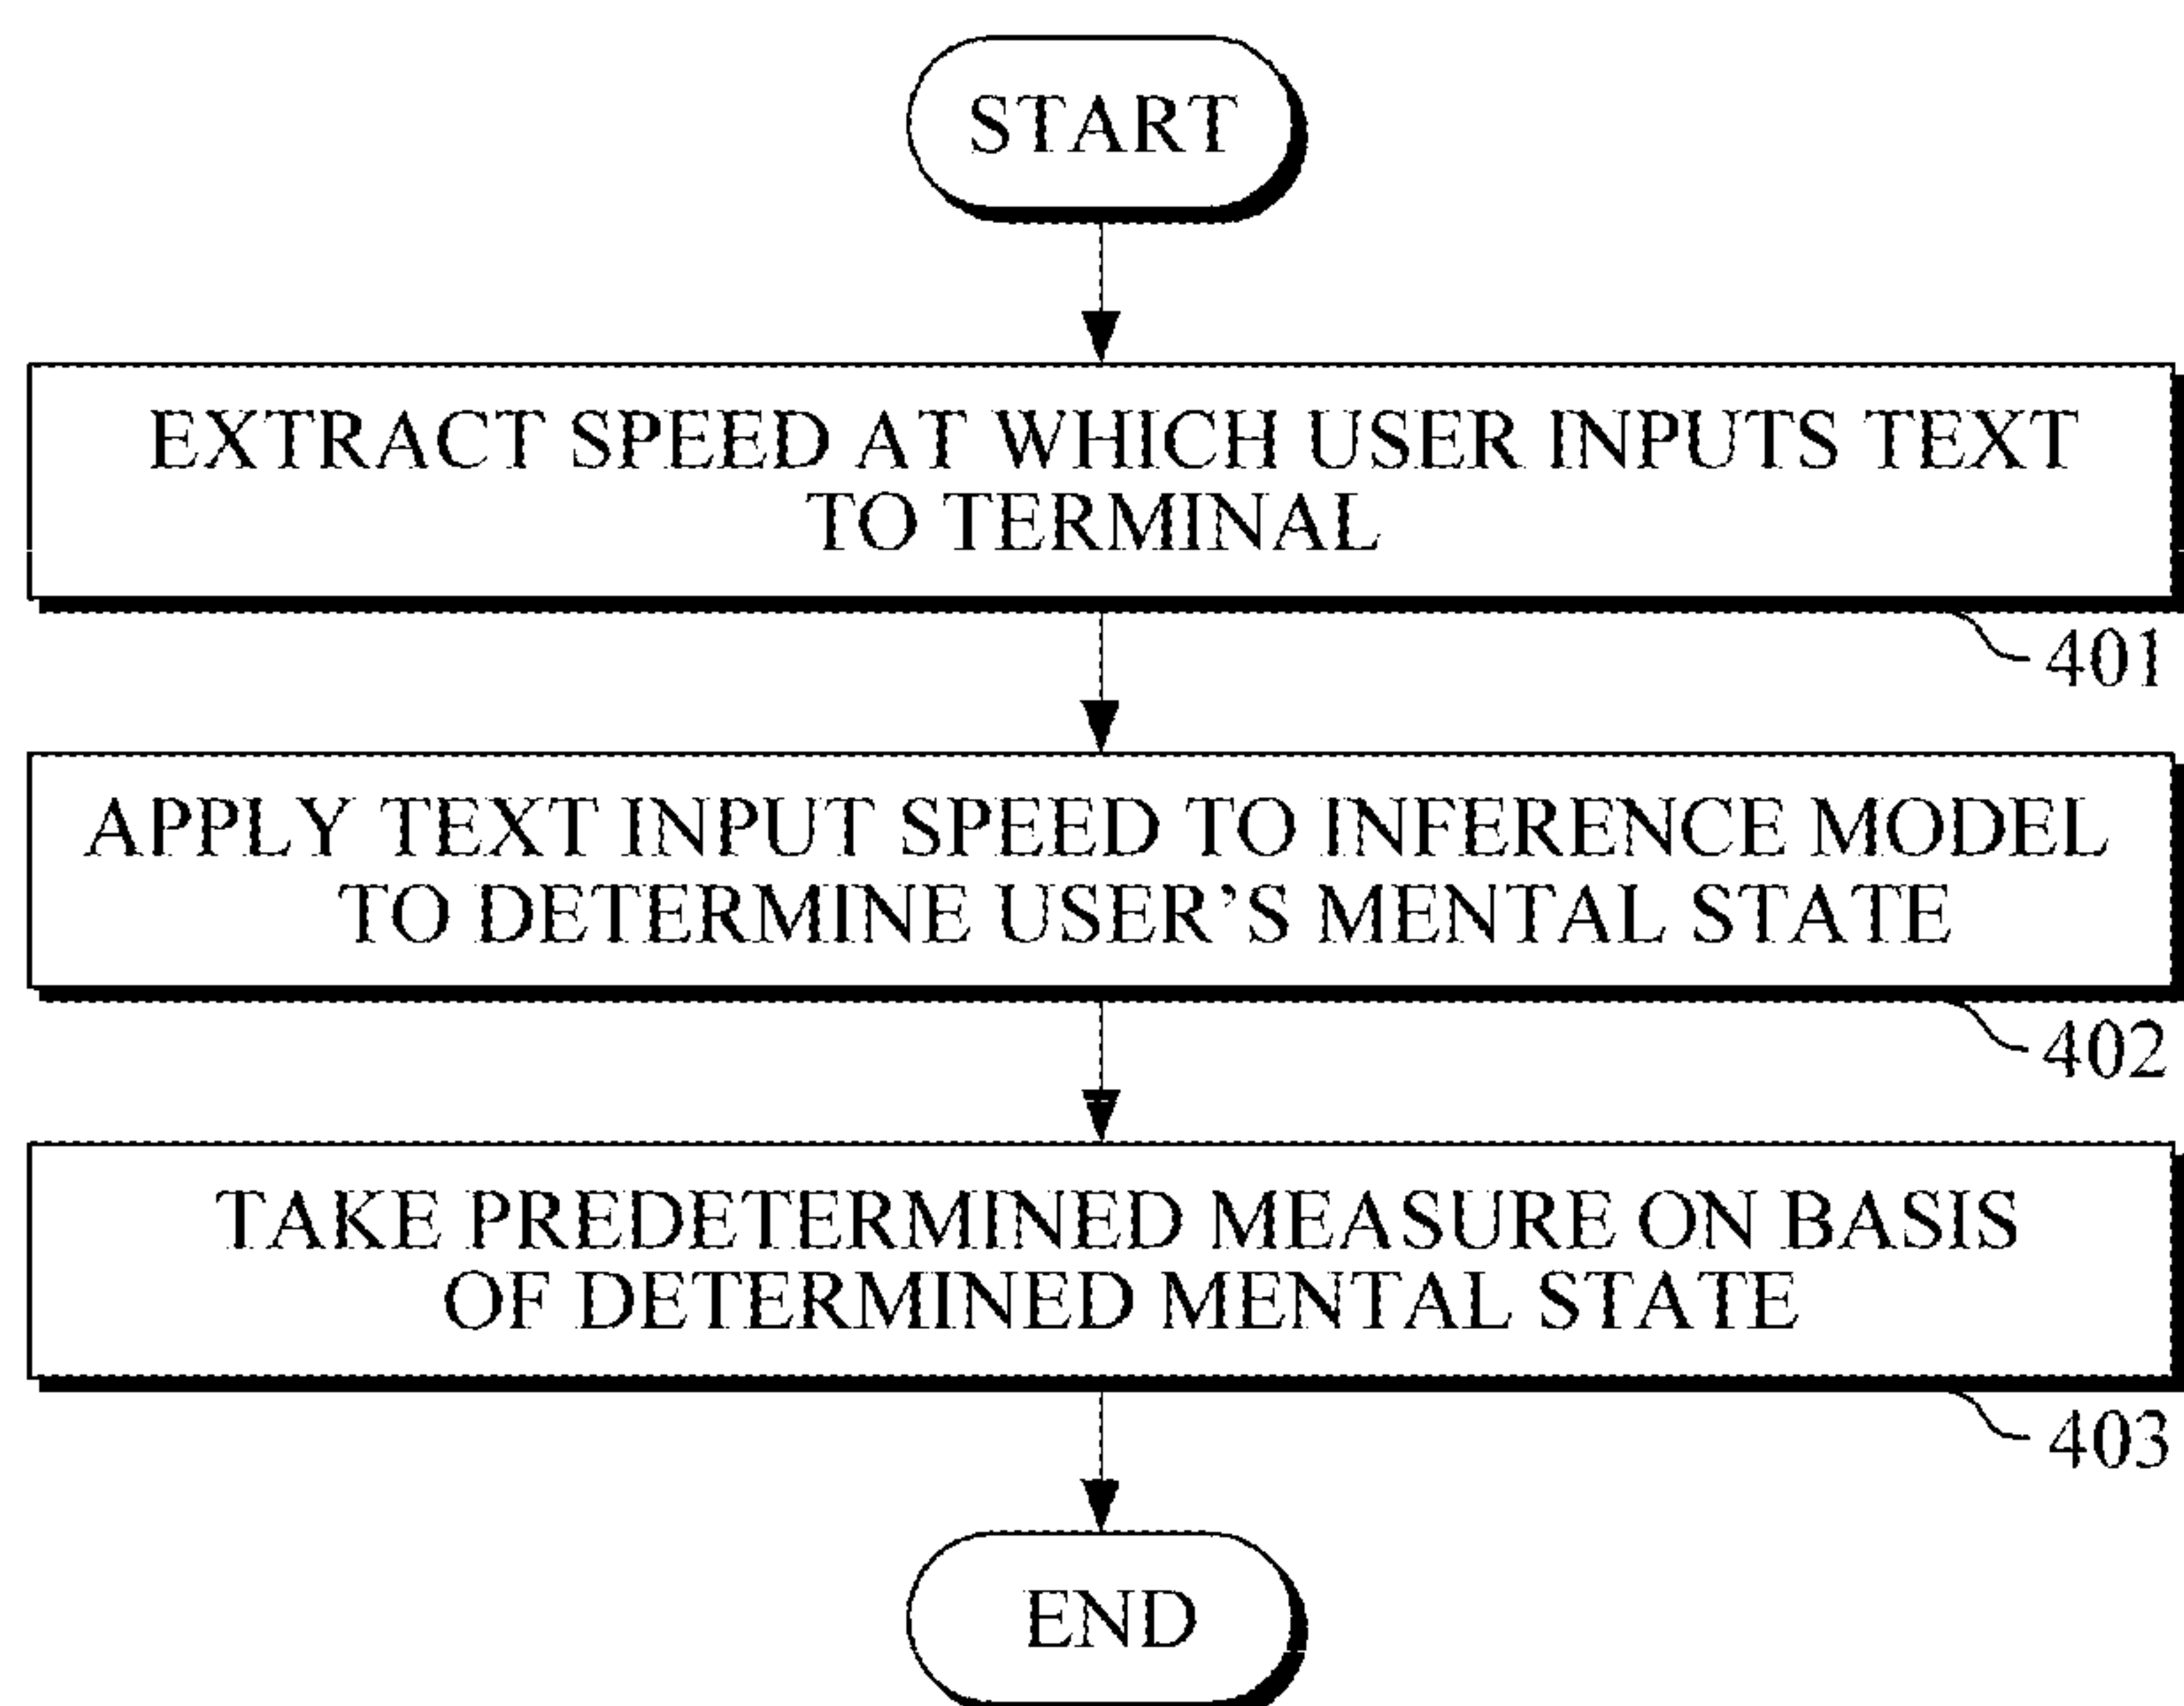 START
EXTRACT SPEED AT WHICH USER INPUTS TEXT
TO TERMINAL
401
APPLY TEXT INPUT SPEED TO INFERENCE MODEL
TO DETERMINE USER’S MENTAL STATE
402
TAKE PREDETERMINED MEASURE ON BASIS
OF DETERMINED MENTAL STATE
403
END